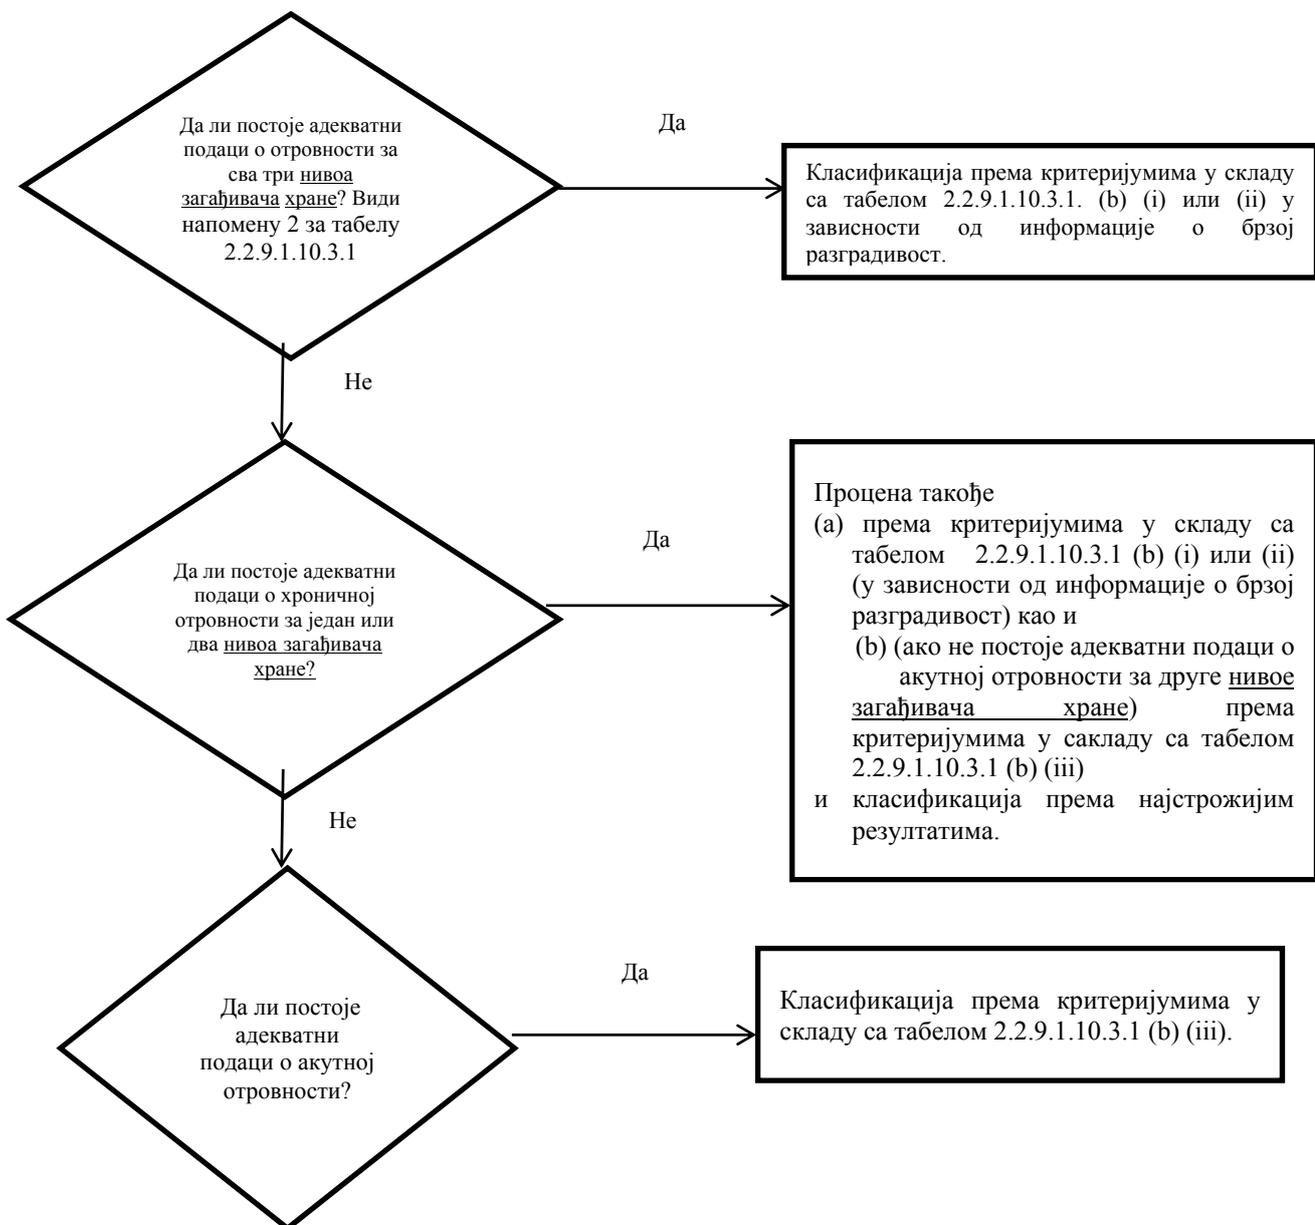 Да ли постоје адекватни
подаци о отровности за
сва три нивоа
загађивача хране? Види
напомену 2 за табелу
2.2.9.1.10.3.1
Да
Класификација према критеријумима у складу
са табелом 2.2.9.1.10.3.1. (b) (i) или (ii) у
зависности од информације о брзој
разградивост.
Не
Да ли постоје адекватни
подаци о хроничној
отровности за један или
два нивоа загађивача
хране?
Да
Процена такође
(a) према критеријумима у складу са
табелом 2.2.9.1.10.3.1 (b) (i) или (ii)
(у зависности од информације о брзој
разградивост) као и
(b) (ако не постоје адекватни подаци о
акутној отровности за друге нивое
загађивача хране) према
критеријумима у сакладу са табелом
2.2.9.1.10.3.1 (b) (iii)
и класификација према најстрожијим
резултатима.
Не
Да ли постоје
адекватни
подаци о акутној
отровности?
Да
Класификација према критеријумима у
складу са табелом 2.2.9.1.10.3.1 (b) (iii).